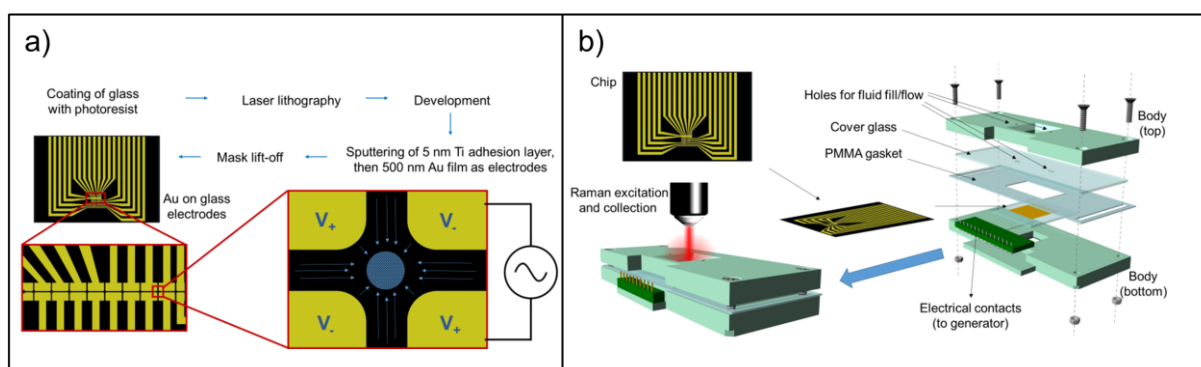 a)
Coating of glass
with photoresist
Laser lithography
Development
Mask lift-off
Sputtering of 5 nm Ti adhesion layer,
then 500 nm Au film as electrodes
Au on glass
electrodes
V+
V-
V-
V+
b)
Chip
Holes for fluid fill/flow
Cover glass
PMMA gasket
Body
(top)
Raman excitation
and collection
Body
(bottom)
Electrical contacts
(to generator)